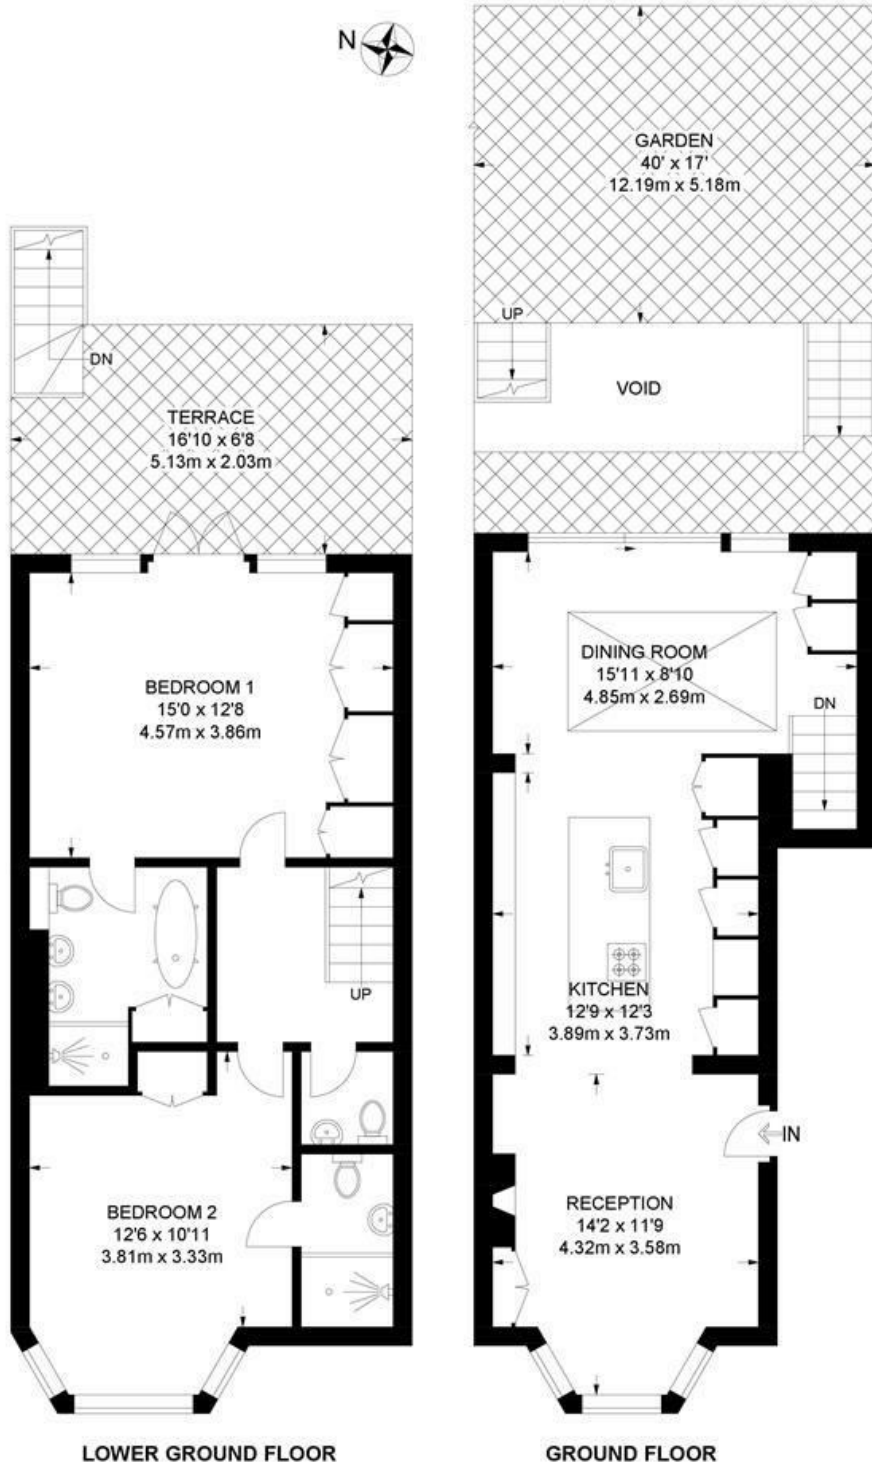 N
GARDEN
40' x 17'
12.19m x 5.18m
UP
DN
VOID
TERRACE
16'10 x 6'8
5.13m x 2.03m
BEDROOM 1
15'0 x 12'8
4.57m x 3.86m
DINING ROOM
15'11 x 8'10
4.85m x 2.69m
DN
UP
KITCHEN
12'9 x 12'3
3.89m x 3.73m
IN
BEDROOM 2
12'6 x 10'11
3.81m x 3.33m
RECEPTION
14'2 x 11'9
4.32m x 3.58m
LOWER GROUND FLOOR
GROUND FLOOR